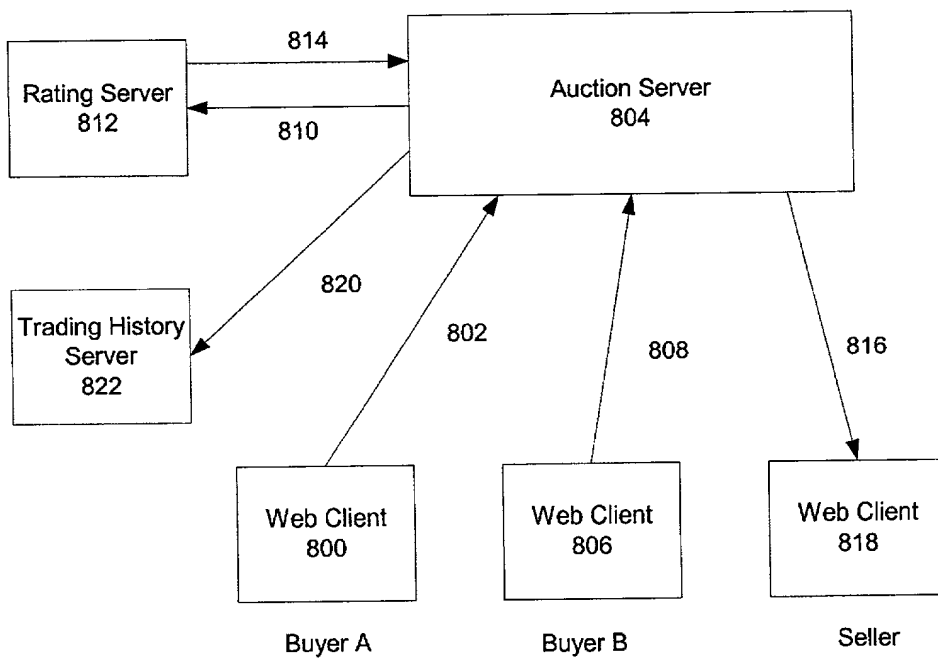 814
Rating Server
812
810
Auction Server
804
820
Trading History
Server
822
802
808
816
Web Client
800
Web Client
806
Web Client
818
Buyer A
Buyer B
Seller